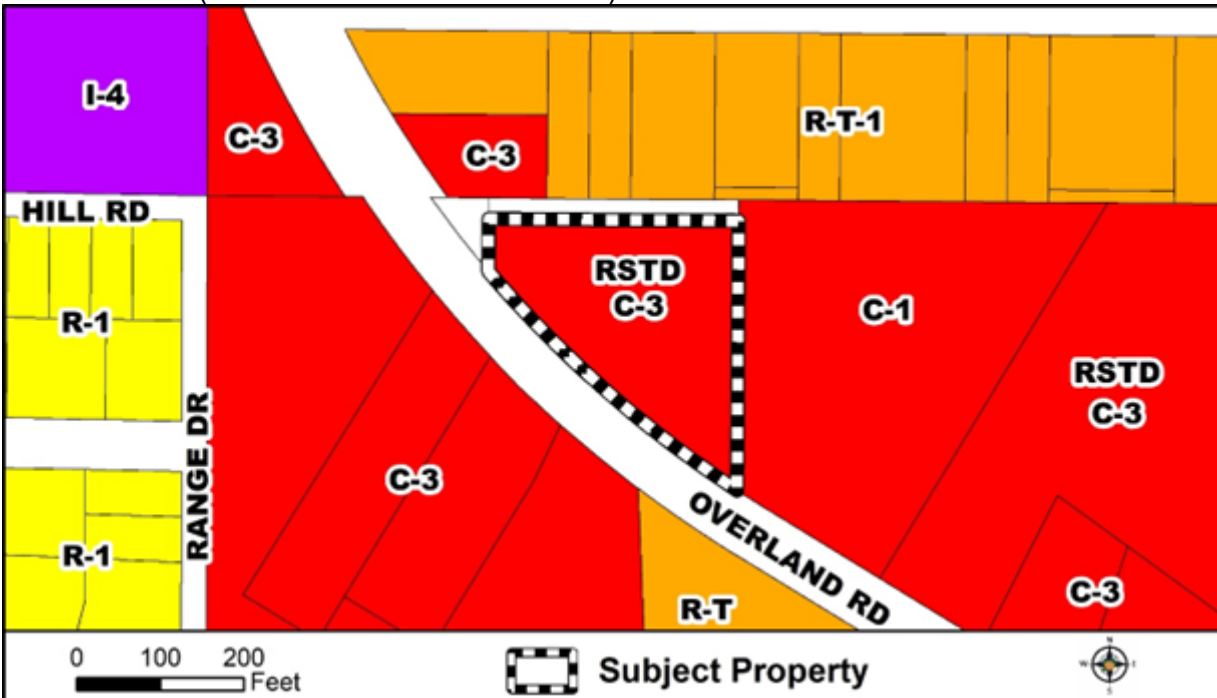 I-4
C-3
C-3
R-T-1
HILL RD
RSTD
C-3
C-1
R-1
RSTD
C-3
RANGE DR
C-3
OVERLAND RD
R-1
C-3
R-T
0 100 200
Feet
Subject Property
N
W E
S